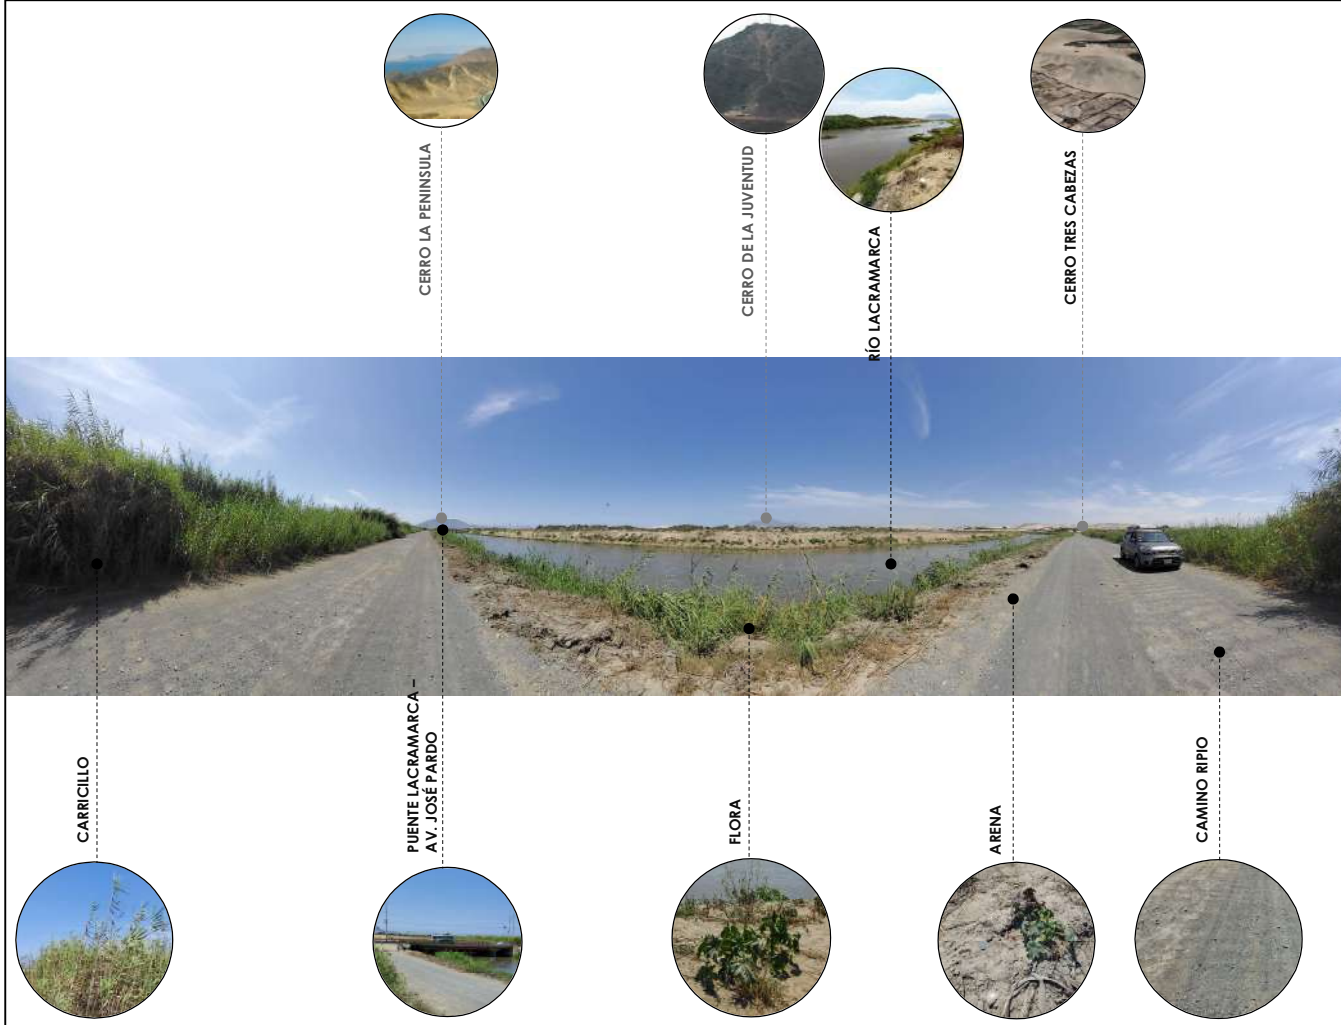 CERRO LA PENINSULA
CERRO DE LA JUVENTUD
RÍO LACRAMARCA
CERRO TRES CABEZAS
CARRICILLO
PUENTE LACRAMARCA –
AV. JOSÉ PARDO
FLORA
ARENA
CAMINO RIPIO